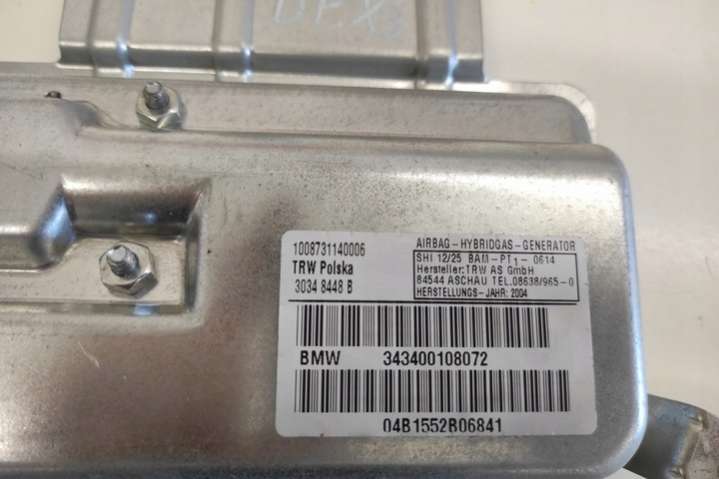 1008731140006
TRW Polska
3034 8448 B
AIRBAG-HYBRIDGAS-GENERATOR
SHI 12/25 BAM-PT1-0614
Hersteller:TRW AS GmbH
84544 ASCHAU TEL.08638/965-0
HERSTELLUNGS-JAHR: 2004
BMW 343400108072
04B1552B06841